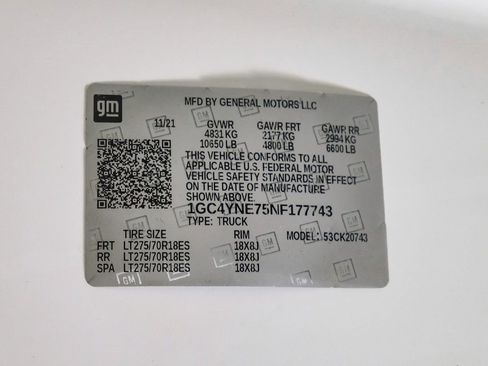 gm
MFD BY GENERAL MOTORS LLC
11/21 GVWR GAWR FRT GAWR RR
4831 KG 2177 KG 2994 KG
10650 LB 4800 LB 6600 LB
THIS VEHICLE CONFORMS TO ALL
APPLICABLE U.S. FEDERAL MOTOR
VEHICLE SAFETY STANDARDS IN EFFECT
ON THE DATE OF MANUFACTURE
SHOWN ABOVE.
1GC4YNE75NF177743
TYPE: TRUCK
TIRE SIZE RIM MODEL: 53CK20743
FRT LT275/70R18ES 18X8J
RR LT275/70R18ES 18X8J
SPA LT275/70R18ES 18X8J